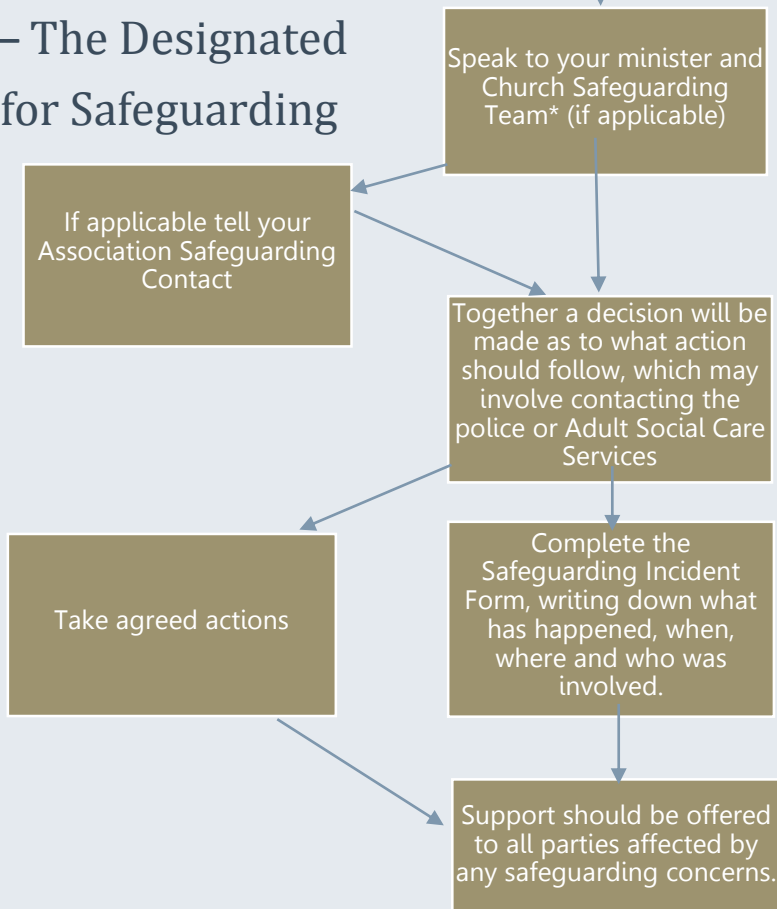 – The Designated
for Safeguarding
Speak to your minister and
Church Safeguarding
Team* (if applicable)
If applicable tell your
Association Safeguarding
Contact
Together a decision will be
made as to what action
should follow, which may
involve contacting the
police or Adult Social Care
Services
Take agreed actions
Complete the
Safeguarding Incident
Form, writing down what
has happened, when,
where and who was
involved.
Support should be offered
to all parties affected by
any safeguarding concerns.